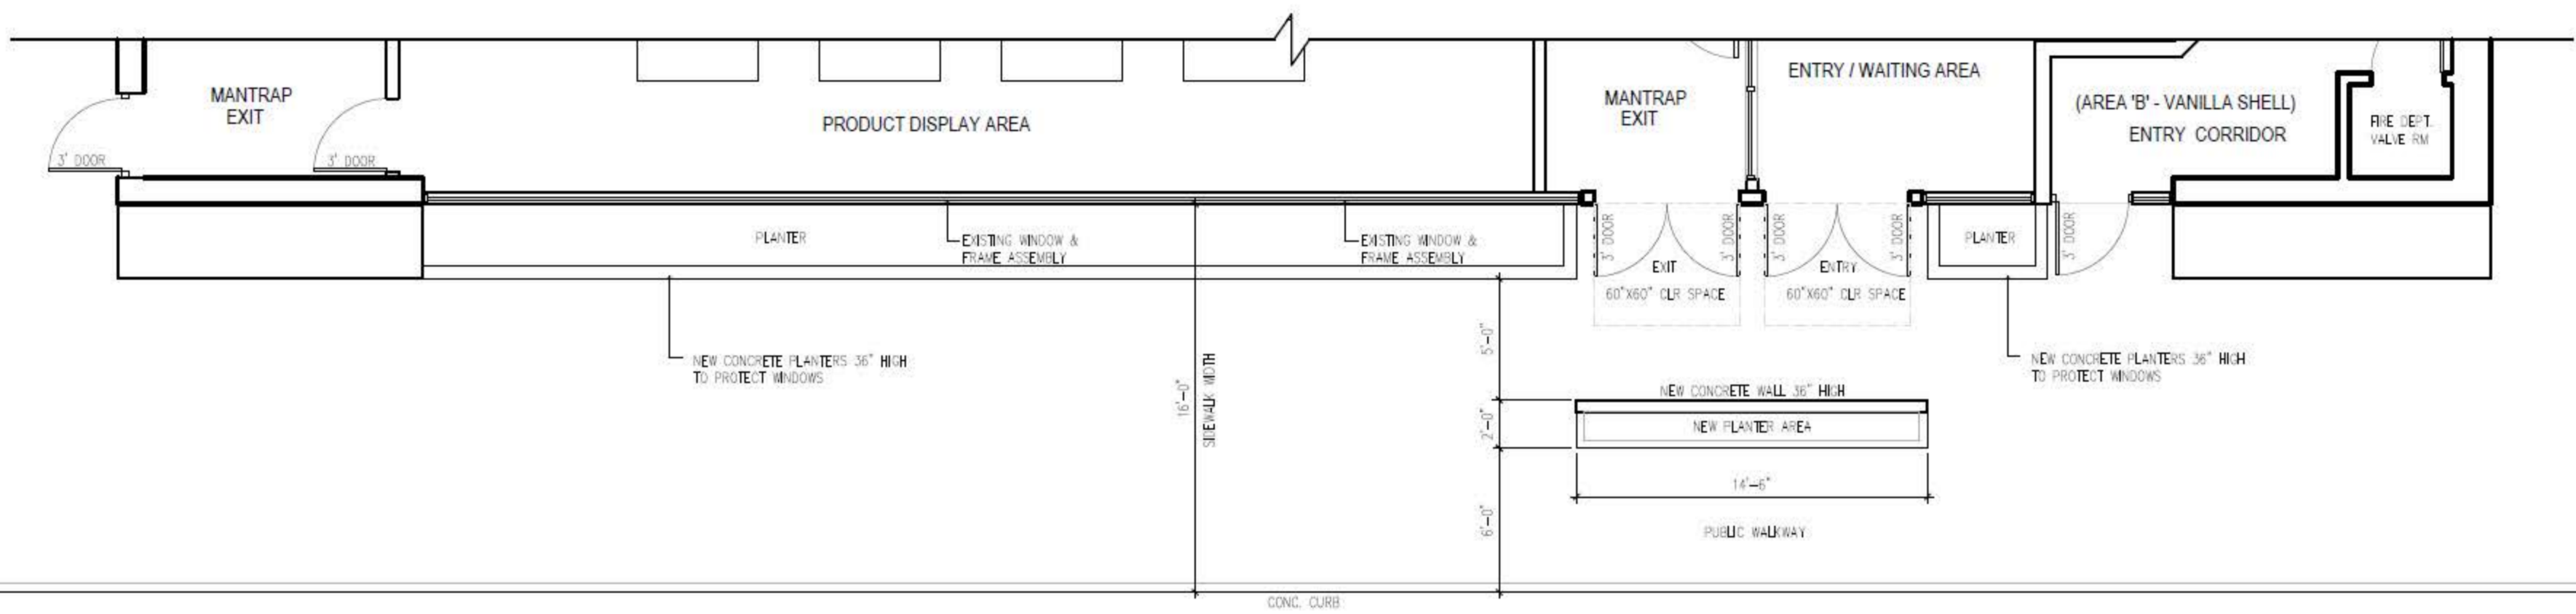 MANTRAP
EXIT
3' DOOR
3' DOOR
PRODUCT DISPLAY AREA
MANTRAP
EXIT
ENTRY / WAITING AREA
(AREA 'B' - VANILLA SHELL)
ENTRY CORRIDOR
FIRE DEPT.
VALVE RM
PLANTER
EXISTING WINDOW &
FRAME ASSEMBLY
EXISTING WINDOW &
FRAME ASSEMBLY
3' DOOR
3' DOOR
3' DOOR
3' DOOR
EXIT
ENTRY
PLANTER
3' DOOR
60"X60" CLR SPACE
60"X60" CLR SPACE
NEW CONCRETE PLANTERS 36" HIGH
TO PROTECT WINDOWS
16'-0"
SIDEWALK WIDTH
5'-0"
2'-0"
6'-0"
NEW CONCRETE WALL 36" HIGH
NEW PLANTER AREA
14'-6"
PUBLIC WALKWAY
NEW CONCRETE PLANTERS 36" HIGH
TO PROTECT WINDOWS
CONC. CURB